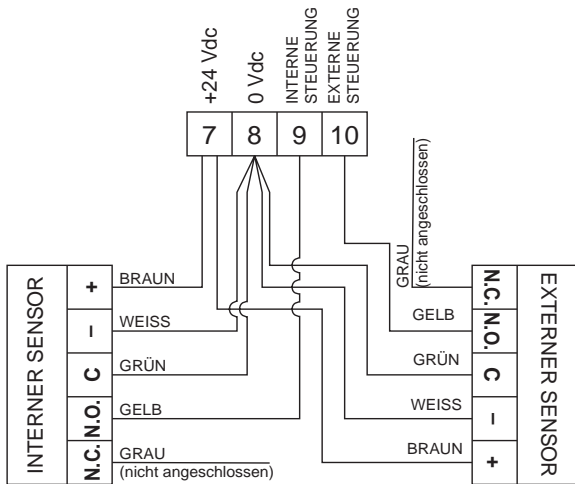 +24 Vdc
0 Vdc
INTERNE
STEUERUNG
EXTERNE
STEUERUNG
7 8 9 10
INTERNER SENSOR
+
BRAUN
–
WEISS
C
GRÜN
N.O.
GELB
N.C.
GRAU
(nicht angeschlossen)
GRAU
(nicht angeschlossen)
N.C.
GELB
N.O.
GRÜN
C
WEISS
–
BRAUN
+
EXTERNER SENSOR